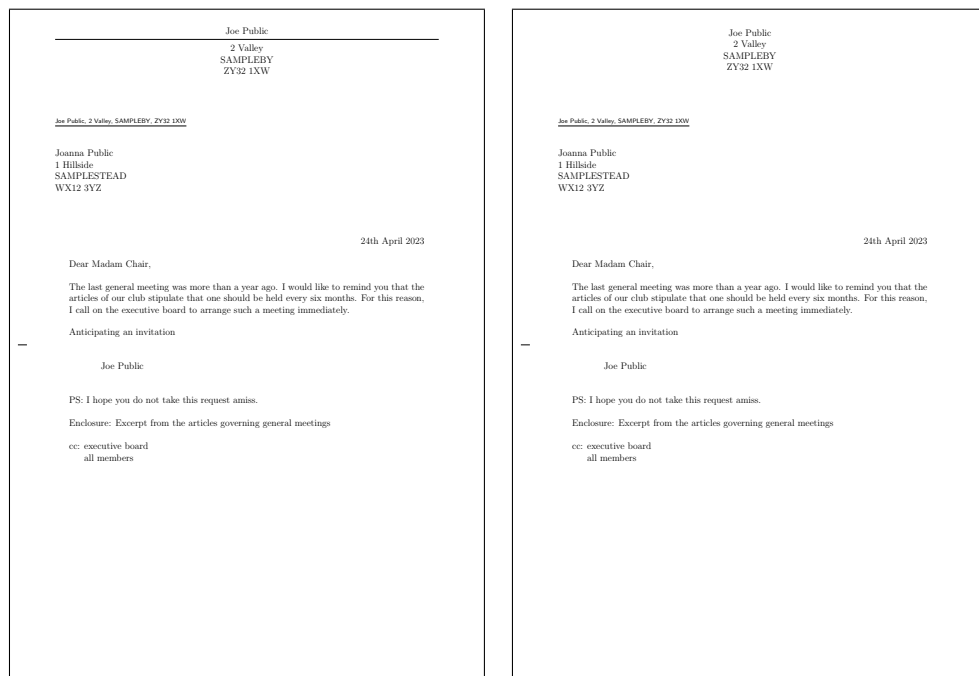 Joe Public
2 Valley
SAMPLEBY
ZY32 1XW
Joe Public, 2 Valley, SAMPLEBY, ZY32 1XW
Joanna Public
1 Hillside
SAMPLESTEAD
WX12 3YZ
24th April 2023
Dear Madam Chair,
The last general meeting was more than a year ago. I would like to remind you that the
articles of our club stipulate that one should be held every six months. For this reason,
I call on the executive board to arrange such a meeting immediately.
Anticipating an invitation
Joe Public
PS: I hope you do not take this request amiss.
Enclosure: Excerpt from the articles governing general meetings
cc: executive board
all members
Joe Public
2 Valley
SAMPLEBY
ZY32 1XW
Joe Public, 2 Valley, SAMPLEBY, ZY32 1XW
Joanna Public
1 Hillside
SAMPLESTEAD
WX12 3YZ
24th April 2023
Dear Madam Chair,
The last general meeting was more than a year ago. I would like to remind you that the
articles of our club stipulate that one should be held every six months. For this reason,
I call on the executive board to arrange such a meeting immediately.
Anticipating an invitation
Joe Public
PS: I hope you do not take this request amiss.
Enclosure: Excerpt from the articles governing general meetings
cc: executive board
all members